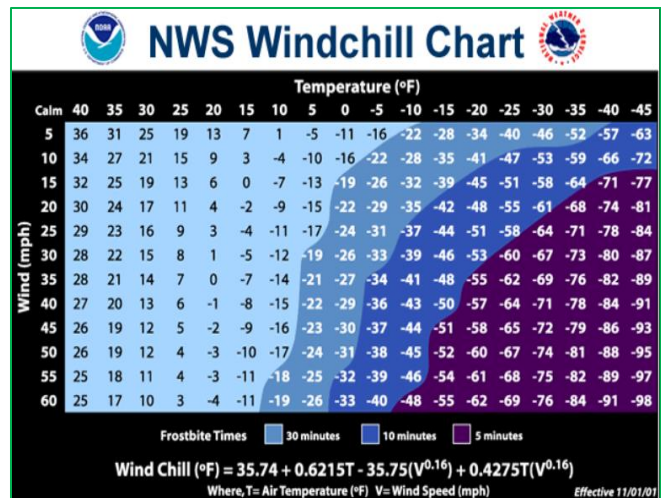 NWS Windchill Chart
Temperature (°F)
Calm 40 35 30 25 20 15 10 5 0 -5 -10 -15 -20 -25 -30 -35 -40 -45
5 36 31 25 19 13 7 1 -5 -11 -16 -22 -28 -34 -40 -46 -52 -57 -63
10 34 27 21 15 9 3 -4 -10 -16 -22 -28 -35 -41 -47 -53 -59 -66 -72
15 32 25 19 13 6 0 -7 -13 -19 -26 -32 -39 -45 -51 -58 -64 -71 -77
20 30 24 17 11 4 -2 -9 -15 -22 -29 -35 -42 -48 -55 -61 -68 -74 -81
25 29 23 16 9 3 -4 -11 -17 -24 -31 -37 -44 -51 -58 -64 -71 -78 -84
30 28 22 15 8 1 -5 -12 -19 -26 -33 -39 -46 -53 -60 -67 -73 -80 -87
35 28 21 14 7 0 -7 -14 -21 -27 -34 -41 -48 -55 -62 -69 -76 -82 -89
40 27 20 13 6 -1 -8 -15 -22 -29 -36 -43 -50 -57 -64 -71 -78 -84 -91
45 26 19 12 5 -2 -9 -16 -23 -30 -37 -44 -51 -58 -65 -72 -79 -86 -93
50 26 19 12 4 -3 -10 -17 -24 -31 -38 -45 -52 -60 -67 -74 -81 -88 -95
55 25 18 11 4 -3 -11 -18 -25 -32 -39 -46 -54 -61 -68 -75 -82 -89 -97
60 25 17 10 3 -4 -11 -19 -26 -33 -40 -48 -55 -62 -69 -76 -84 -91 -98
Wind (mph)
Frostbite Times 30 minutes 10 minutes 5 minutes
Wind Chill (°F) = 35.74 + 0.6215T - 35.75(V^0.16) + 0.4275T(V^0.16)
Where, T= Air Temperature (°F) V= Wind Speed (mph)
Effective 11/01/01